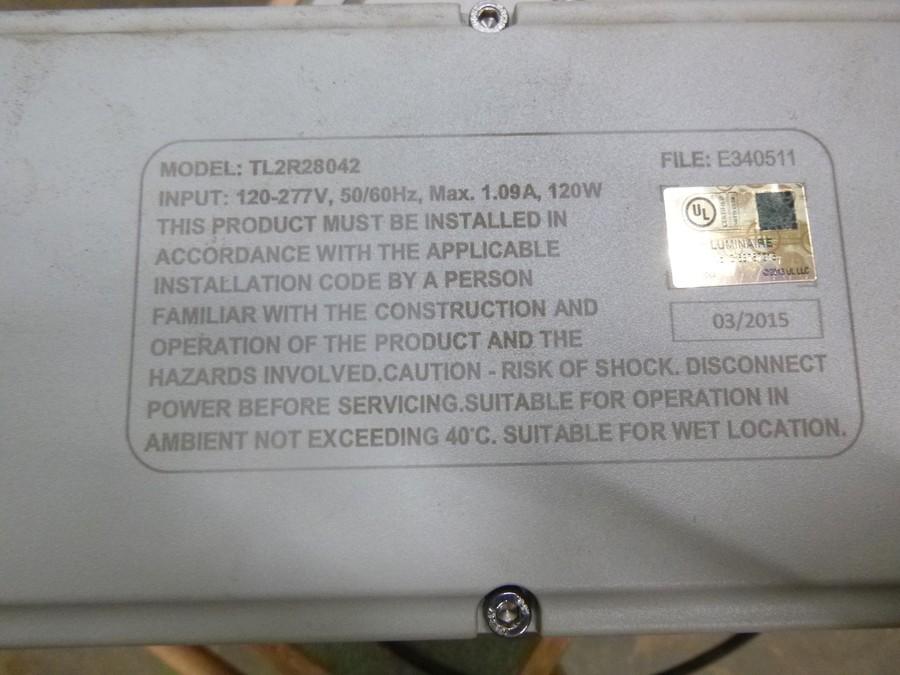 MODEL: TL2R28042
FILE: E340511
INPUT: 120-277V, 50/60Hz, Max. 1.09A, 120W
THIS PRODUCT MUST BE INSTALLED IN
ACCORDANCE WITH THE APPLICABLE
INSTALLATION CODE BY A PERSON
FAMILIAR WITH THE CONSTRUCTION AND
OPERATION OF THE PRODUCT AND THE
HAZARDS INVOLVED.CAUTION - RISK OF SHOCK. DISCONNECT
POWER BEFORE SERVICING.SUITABLE FOR OPERATION IN
AMBIENT NOT EXCEEDING 40°C. SUITABLE FOR WET LOCATION.
UL
LUMINAIRE
©2013 UL LLC
03/2015